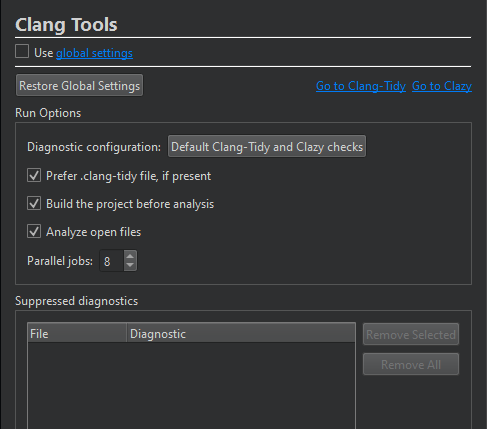 Clang Tools
Use global settings
Restore Global Settings Go to Clang-Tidy Go to Clazy
Run Options
Diagnostic configuration: Default Clang-Tidy and Clazy checks
Prefer .clang-tidy file, if present
Build the project before analysis
Analyze open files
Parallel jobs: 8
Suppressed diagnostics
File Diagnostic Remove Selected
Remove All